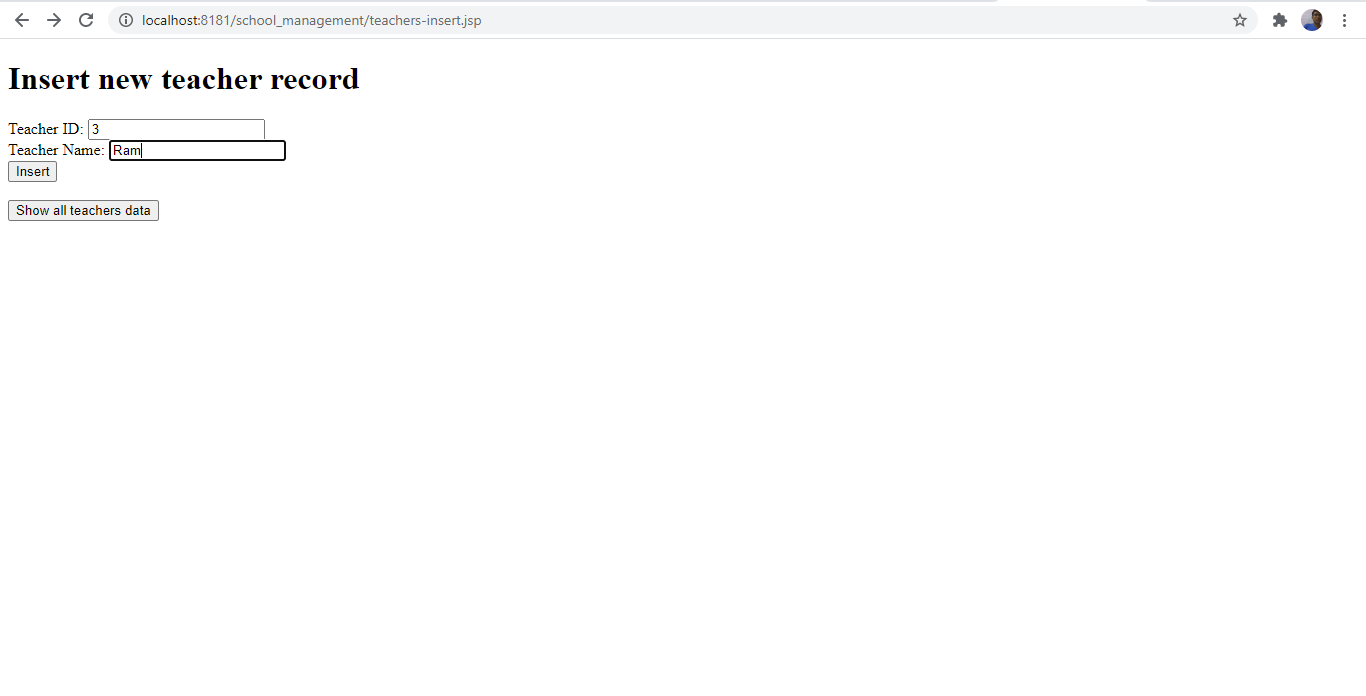 localhost:8181/school_management/teachers-insert.jsp
Insert new teacher record
Teacher ID: 3
Teacher Name: Ram
Insert
Show all teachers data